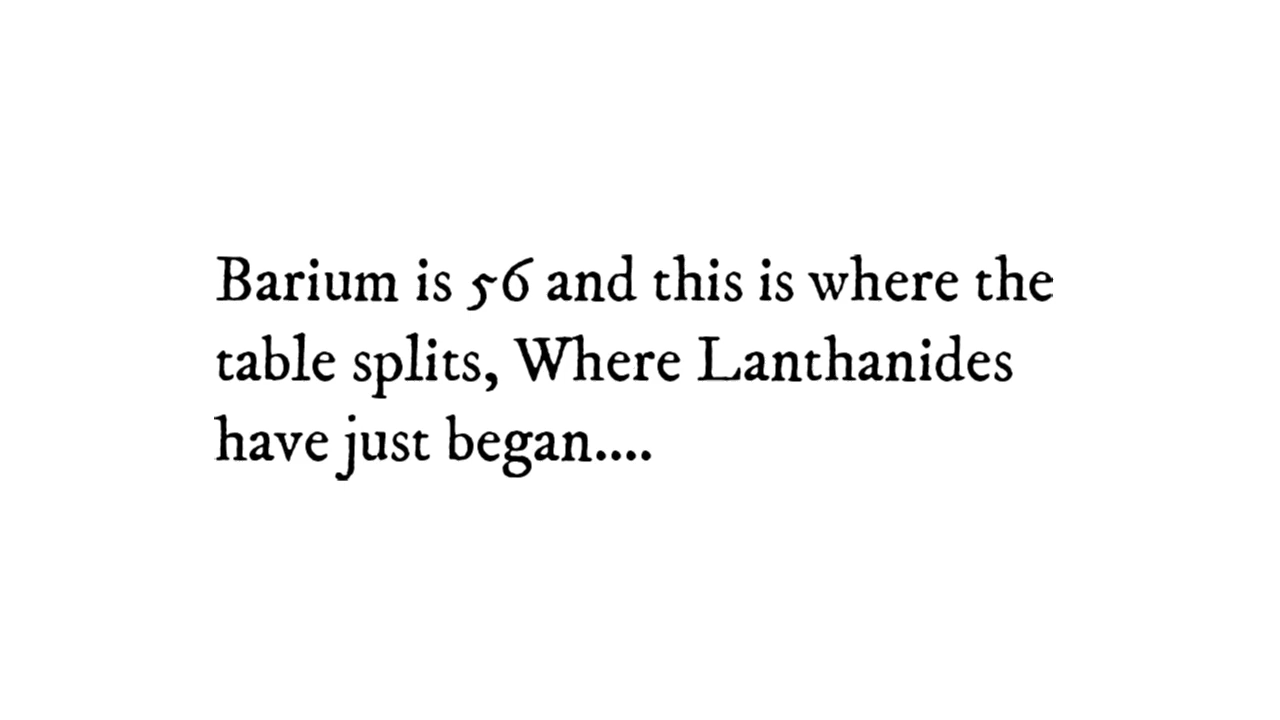 Barium is 56 and this is where the
table splits, Where Lanthanides
have just began....